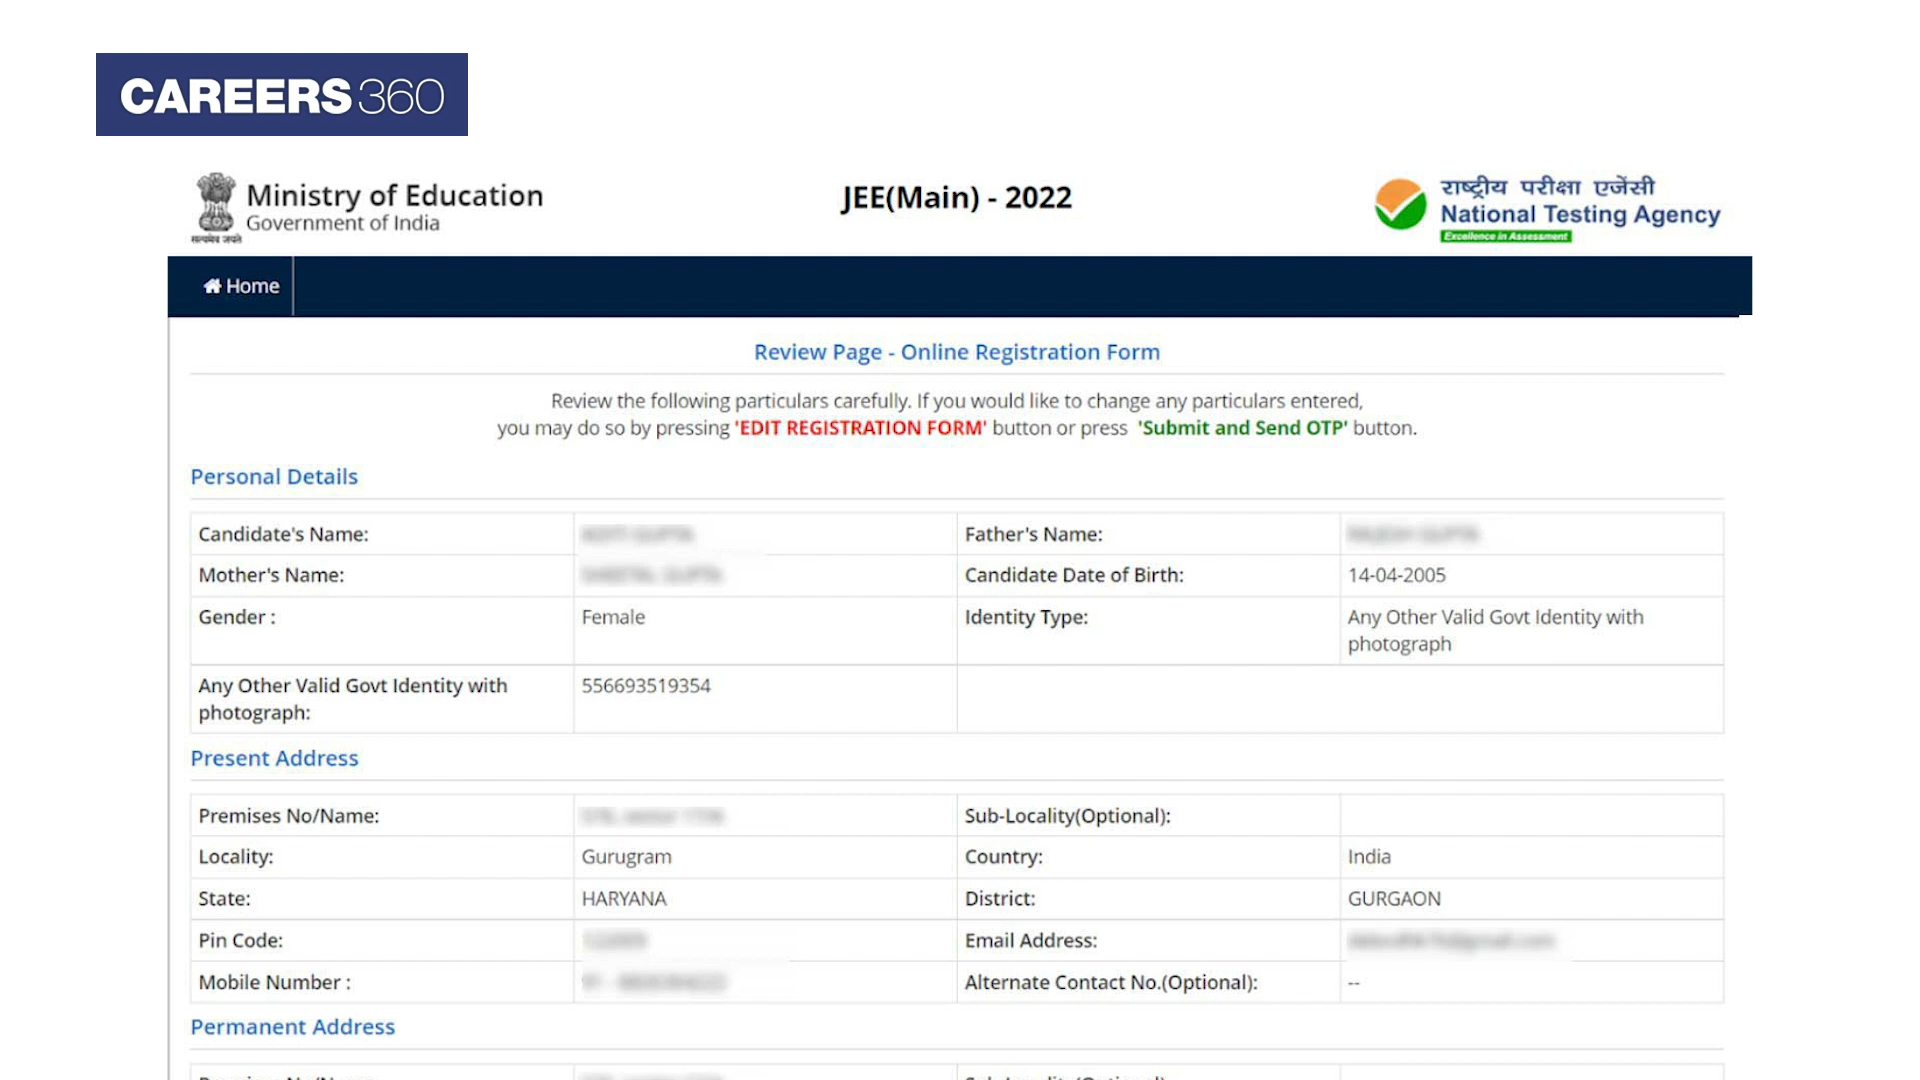 CAREERS360
Ministry of Education
Government of India
सत्यमेव जयते
JEE(Main) - 2022
राष्ट्रीय परीक्षा एजेंसी
National Testing Agency
Excellence in Assessment
Home
Review Page - Online Registration Form
Review the following particulars carefully. If you would like to change any particulars entered,
you may do so by pressing 'EDIT REGISTRATION FORM' button or press 'Submit and Send OTP' button.
Personal Details
Candidate's Name: Father's Name:
Mother's Name: Candidate Date of Birth: 14-04-2005
Gender : Female Identity Type: Any Other Valid Govt Identity with
photograph
Any Other Valid Govt Identity with 556693519354
photograph:
Present Address
Premises No/Name: Sub-Locality(Optional):
Locality: Gurugram Country: India
State: HARYANA District: GURGAON
Pin Code: Email Address:
Mobile Number : Alternate Contact No.(Optional): --
Permanent Address